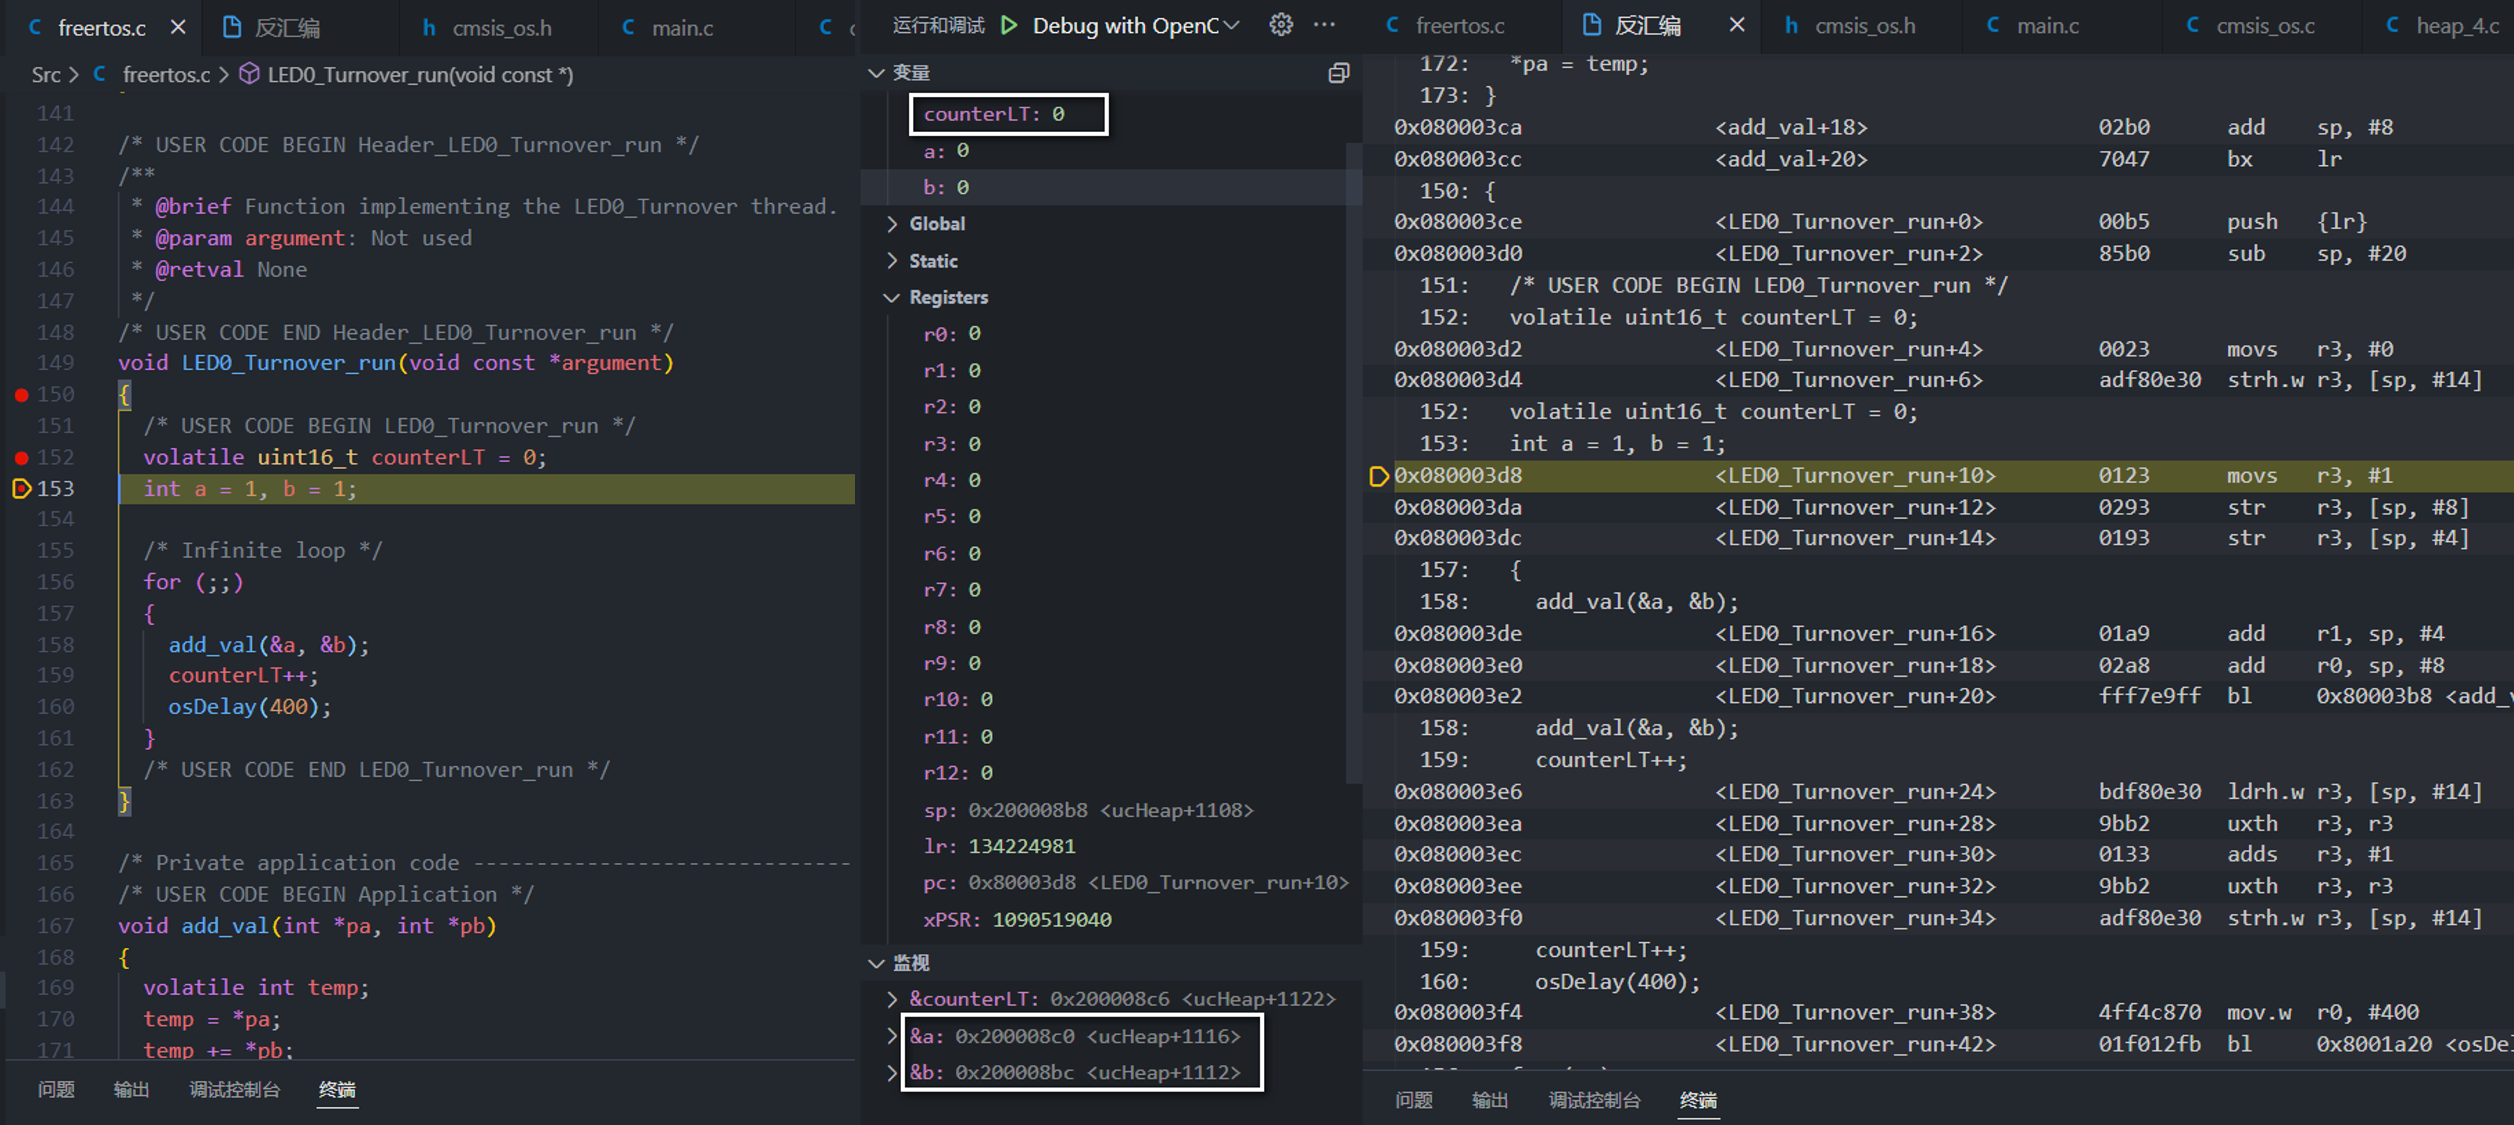 freertos.c
反汇编
cmsis_os.h
main.c
Src > freertos.c > LED0_Turnover_run(void const *)
141
142 /* USER CODE BEGIN Header_LED0_Turnover_run */
143 /**
144 * @brief Function implementing the LED0_Turnover thread.
145 * @param argument: Not used
146 * @retval None
147 */
148 /* USER CODE END Header_LED0_Turnover_run */
149 void LED0_Turnover_run(void const *argument)
150 {
151 /* USER CODE BEGIN LED0_Turnover_run */
152 volatile uint16_t counterLT = 0;
153 int a = 1, b = 1;
154
155 /* Infinite loop */
156 for (;;)
157 {
158 add_val(&a, &b);
159 counterLT++;
160 osDelay(400);
161 }
162 /* USER CODE END LED0_Turnover_run */
163 }
164
165 /* Private application code ------------------------------
166 /* USER CODE BEGIN Application */
167 void add_val(int *pa, int *pb)
168 {
169 volatile int temp;
170 temp = *pa;
171 temp += *pb;
问题 输出 调试控制台 终端
运行和调试 Debug with OpenO
变量
counterLT: 0
a: 0
b: 0
Global
Static
Registers
r0: 0
r1: 0
r2: 0
r3: 0
r4: 0
r5: 0
r6: 0
r7: 0
r8: 0
r9: 0
r10: 0
r11: 0
r12: 0
sp: 0x200008b8 <ucHeap+1108>
lr: 134224981
pc: 0x80003d8 <LED0_Turnover_run+10>
xPSR: 1090519040
监视
&counterLT: 0x200008c6 <ucHeap+1122>
&a: 0x200008c0 <ucHeap+1116>
&b: 0x200008bc <ucHeap+1112>
freertos.c
反汇编
cmsis_os.h
main.c
cmsis_os.c
heap_4.c
172: *pa = temp;
173: }
0x080003ca <add_val+18> 02b0 add sp, #8
0x080003cc <add_val+20> 7047 bx lr
150: {
0x080003ce <LED0_Turnover_run+0> 00b5 push {lr}
0x080003d0 <LED0_Turnover_run+2> 85b0 sub sp, #20
151: /* USER CODE BEGIN LED0_Turnover_run */
152: volatile uint16_t counterLT = 0;
0x080003d2 <LED0_Turnover_run+4> 0023 movs r3, #0
0x080003d4 <LED0_Turnover_run+6> adf80e30 strh.w r3, [sp, #14]
152: volatile uint16_t counterLT = 0;
153: int a = 1, b = 1;
0x080003d8 <LED0_Turnover_run+10> 0123 movs r3, #1
0x080003da <LED0_Turnover_run+12> 0293 str r3, [sp, #8]
0x080003dc <LED0_Turnover_run+14> 0193 str r3, [sp, #4]
157: {
158: add_val(&a, &b);
0x080003de <LED0_Turnover_run+16> 01a9 add r1, sp, #4
0x080003e0 <LED0_Turnover_run+18> 02a8 add r0, sp, #8
0x080003e2 <LED0_Turnover_run+20> fff7e9ff bl 0x80003b8 <add_v
158: add_val(&a, &b);
159: counterLT++;
0x080003e6 <LED0_Turnover_run+24> bdf80e30 ldrh.w r3, [sp, #14]
0x080003ea <LED0_Turnover_run+28> 9bb2 uxth r3, r3
0x080003ec <LED0_Turnover_run+30> 0133 adds r3, #1
0x080003ee <LED0_Turnover_run+32> 9bb2 uxth r3, r3
0x080003f0 <LED0_Turnover_run+34> adf80e30 strh.w r3, [sp, #14]
159: counterLT++;
160: osDelay(400);
0x080003f4 <LED0_Turnover_run+38> 4ff4c870 mov.w r0, #400
0x080003f8 <LED0_Turnover_run+42> 01f012fb bl 0x8001a20 <osDel
问题 输出 调试控制台 终端